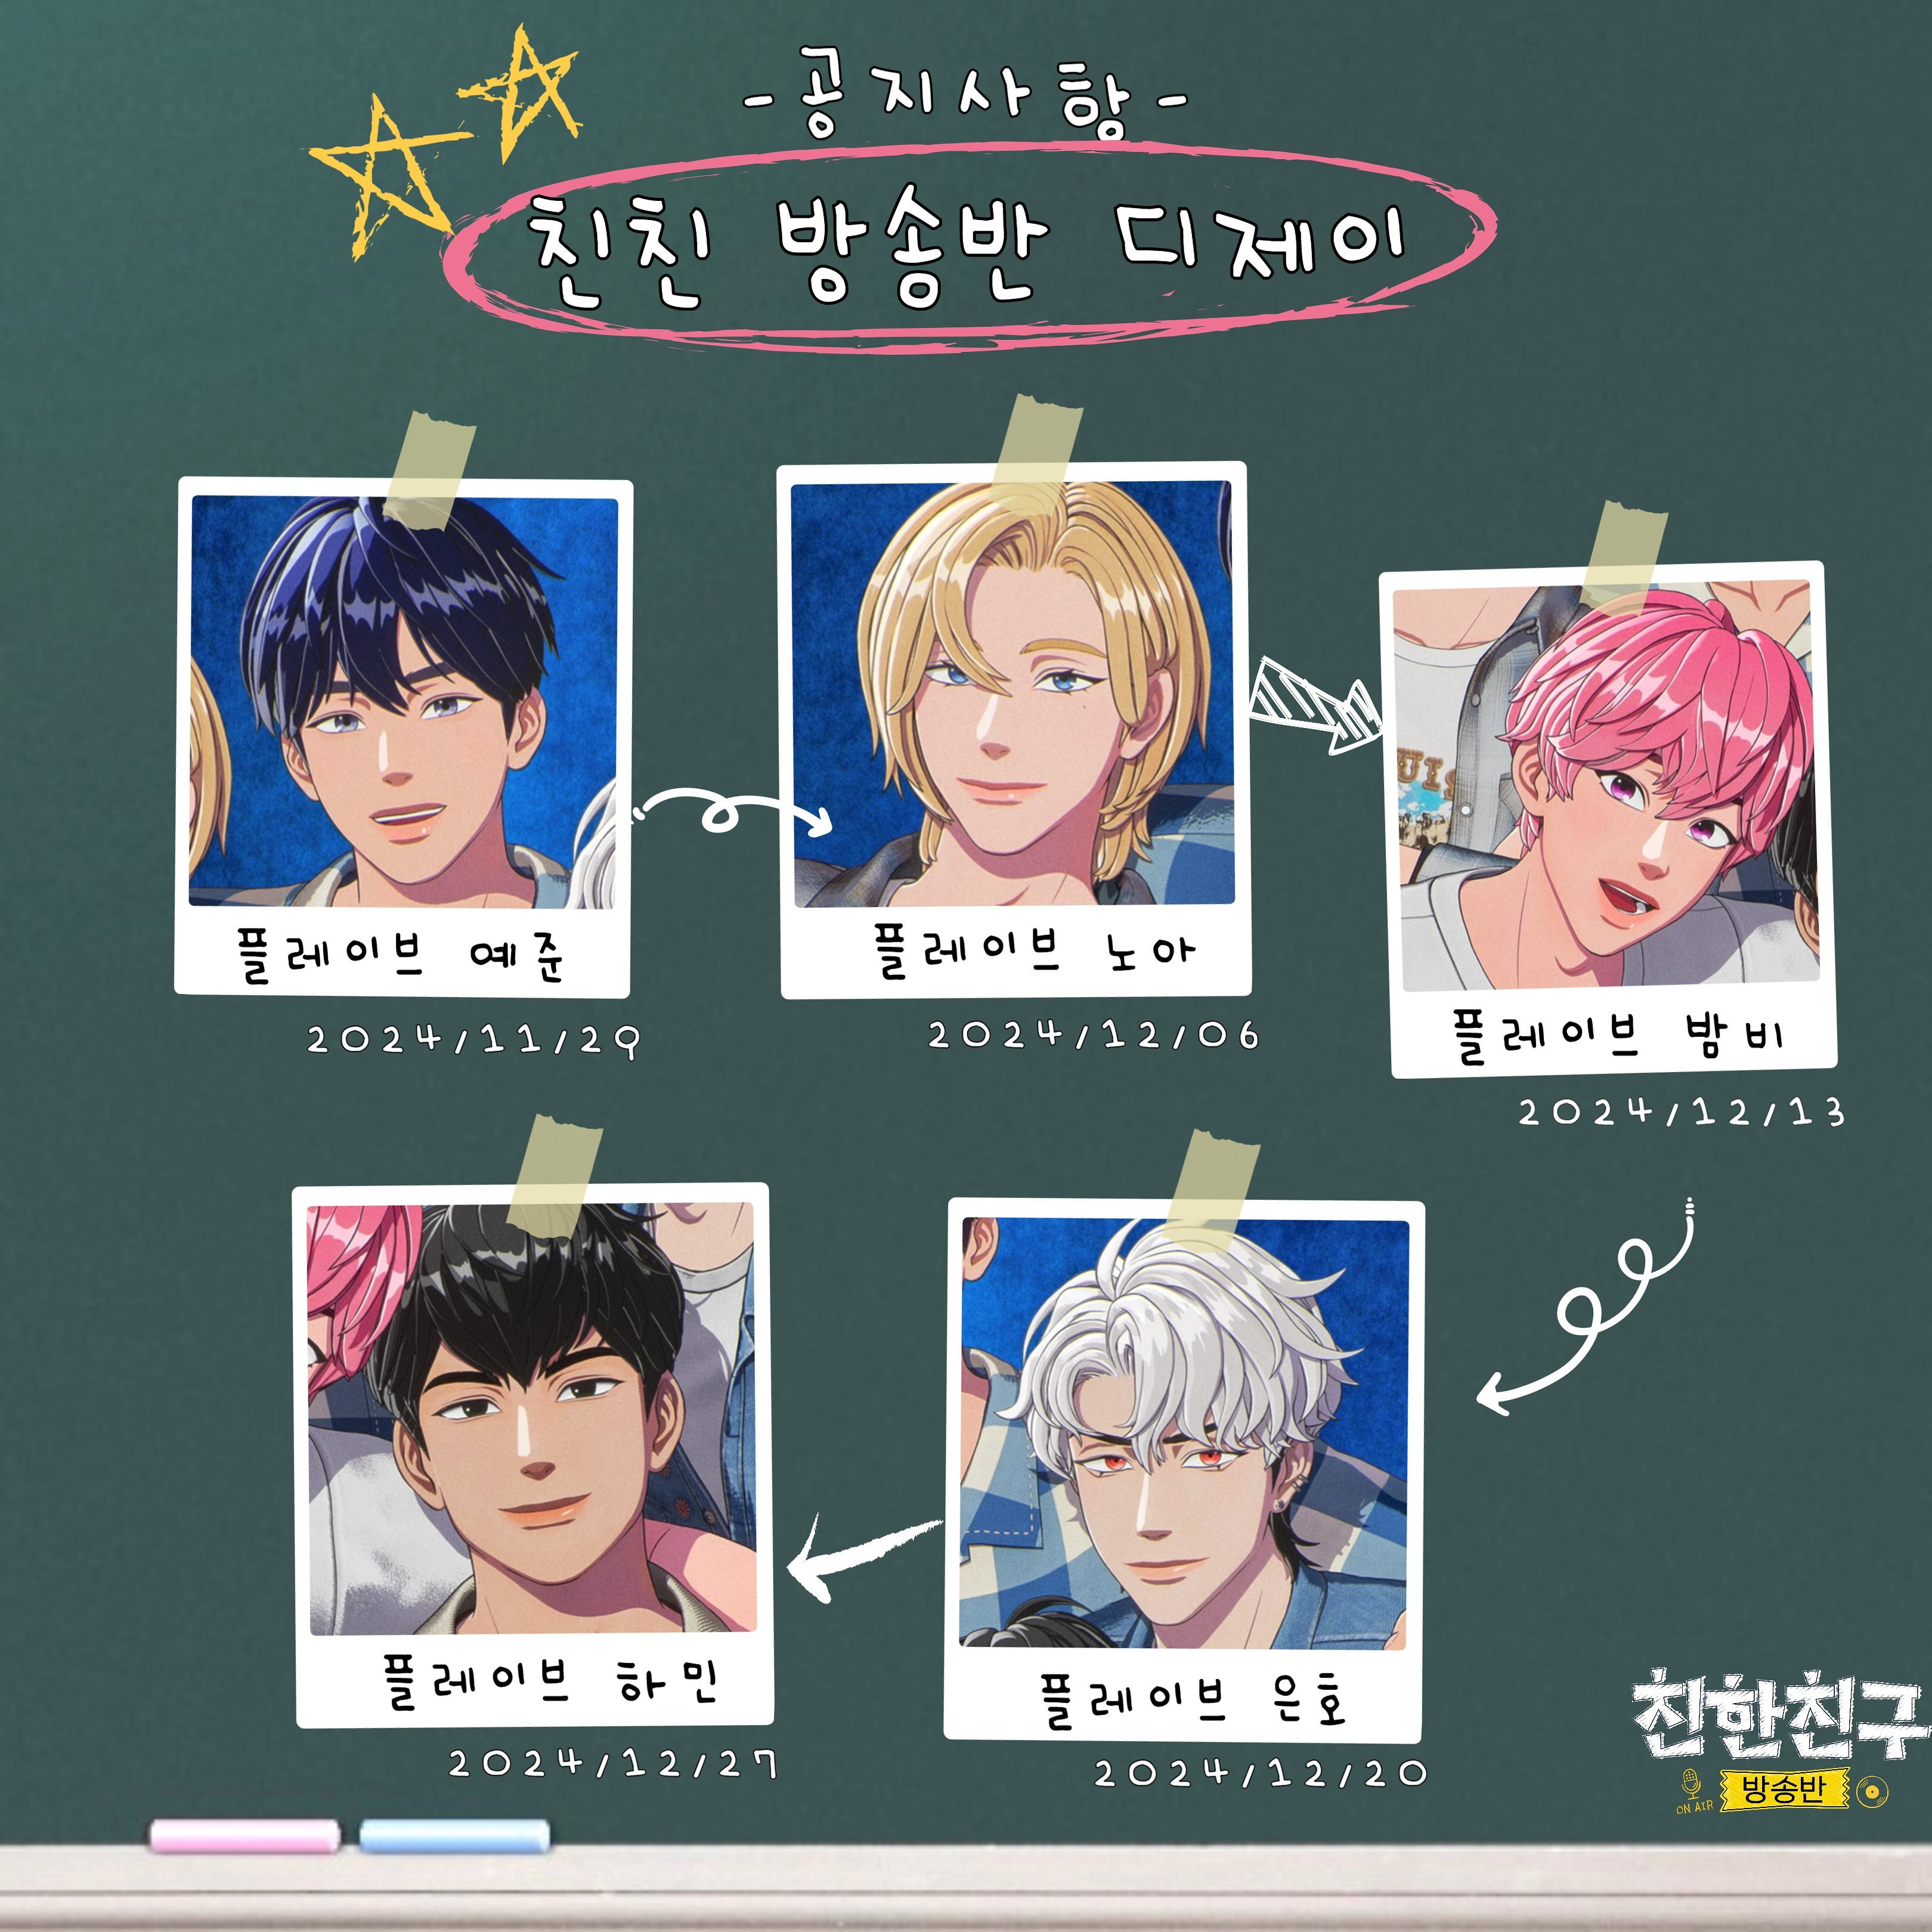 -공지사항-
친친 방송반 디제이
플레이브 예준
2024/11/29
플레이브 노아
2024/12/06
플레이브 밤비
2024/12/13
플레이브 은호
2024/12/20
플레이브 하민
2024/12/27
친한친구
ON AIR 방송반